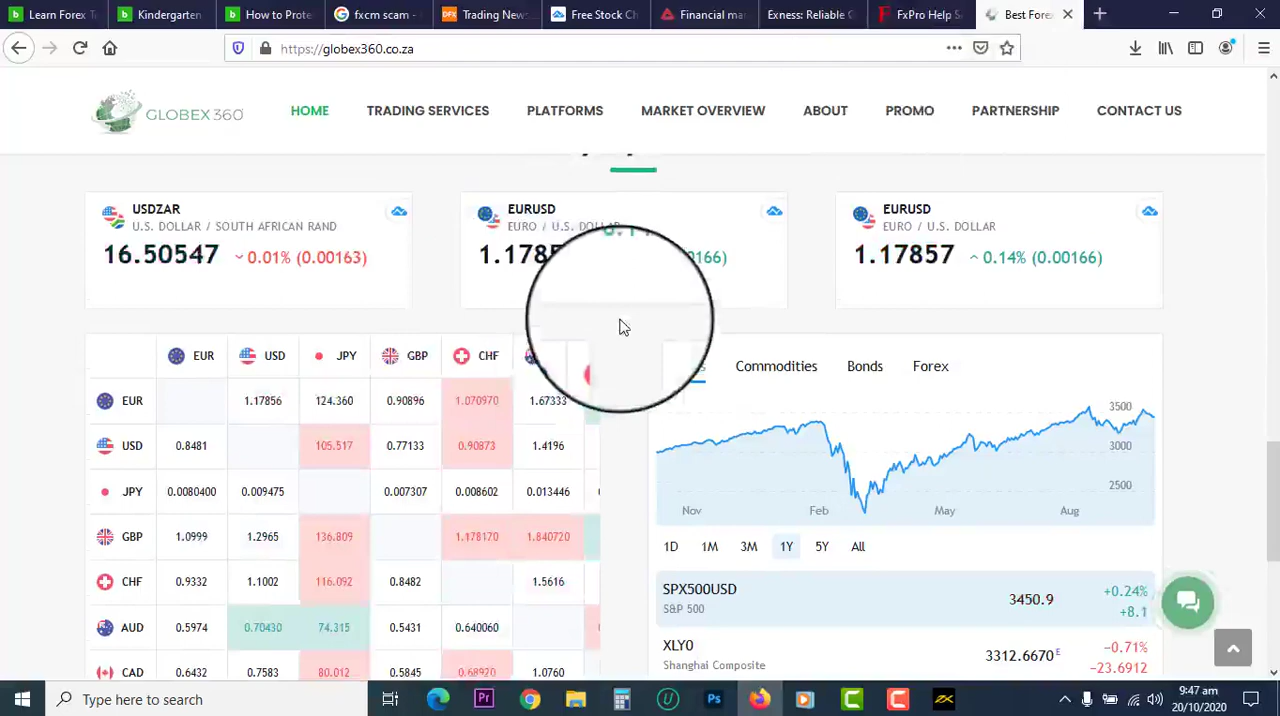 Learn Forex T
Kindergarten
How to Prote
fxcm scam -
Trading News
Free Stock Ch
Financial mar
Exness: Reliable
FxPro Help S
Best Fore
https://globex360.co.za
GLOBEX 360
HOME
TRADING SERVICES
PLATFORMS
MARKET OVERVIEW
ABOUT
PROMO
PARTNERSHIP
CONTACT US
USDZAR
U.S. DOLLAR / SOUTH AFRICAN RAND
16.50547 0.01% (0.00163)
EURUSD
EURO / U.S. DOLLAR
1.1785 0166)
EURUSD
EURO / U.S. DOLLAR
1.17857 0.14% (0.00166)
EUR USD JPY GBP CHF
EUR 1.17856 124.360 0.90896 1.070970 1.67333
USD 0.8481 105.517 0.77133 0.90873 1.4196
JPY 0.0080400 0.009475 0.007307 0.008602 0.013446
GBP 1.0999 1.2965 136.809 1.178170 1.840720
CHF 0.9332 1.1002 116.092 0.8482 1.5616
AUD 0.5974 0.70430 74.315 0.5431 0.640060
CAD 0.6432 0.7583 80.012 0.5845 0.68920 1.0760
Commodities Bonds Forex
3500
3000
2500
Nov Feb May Aug
1D 1M 3M 1Y 5Y All
SPX500USD
S&P 500
3450.9
+0.24%
+8.1
XLY0
Shanghai Composite
3312.6670 E
−0.71%
−23.6912
Type here to search
9:47 am
20/10/2020